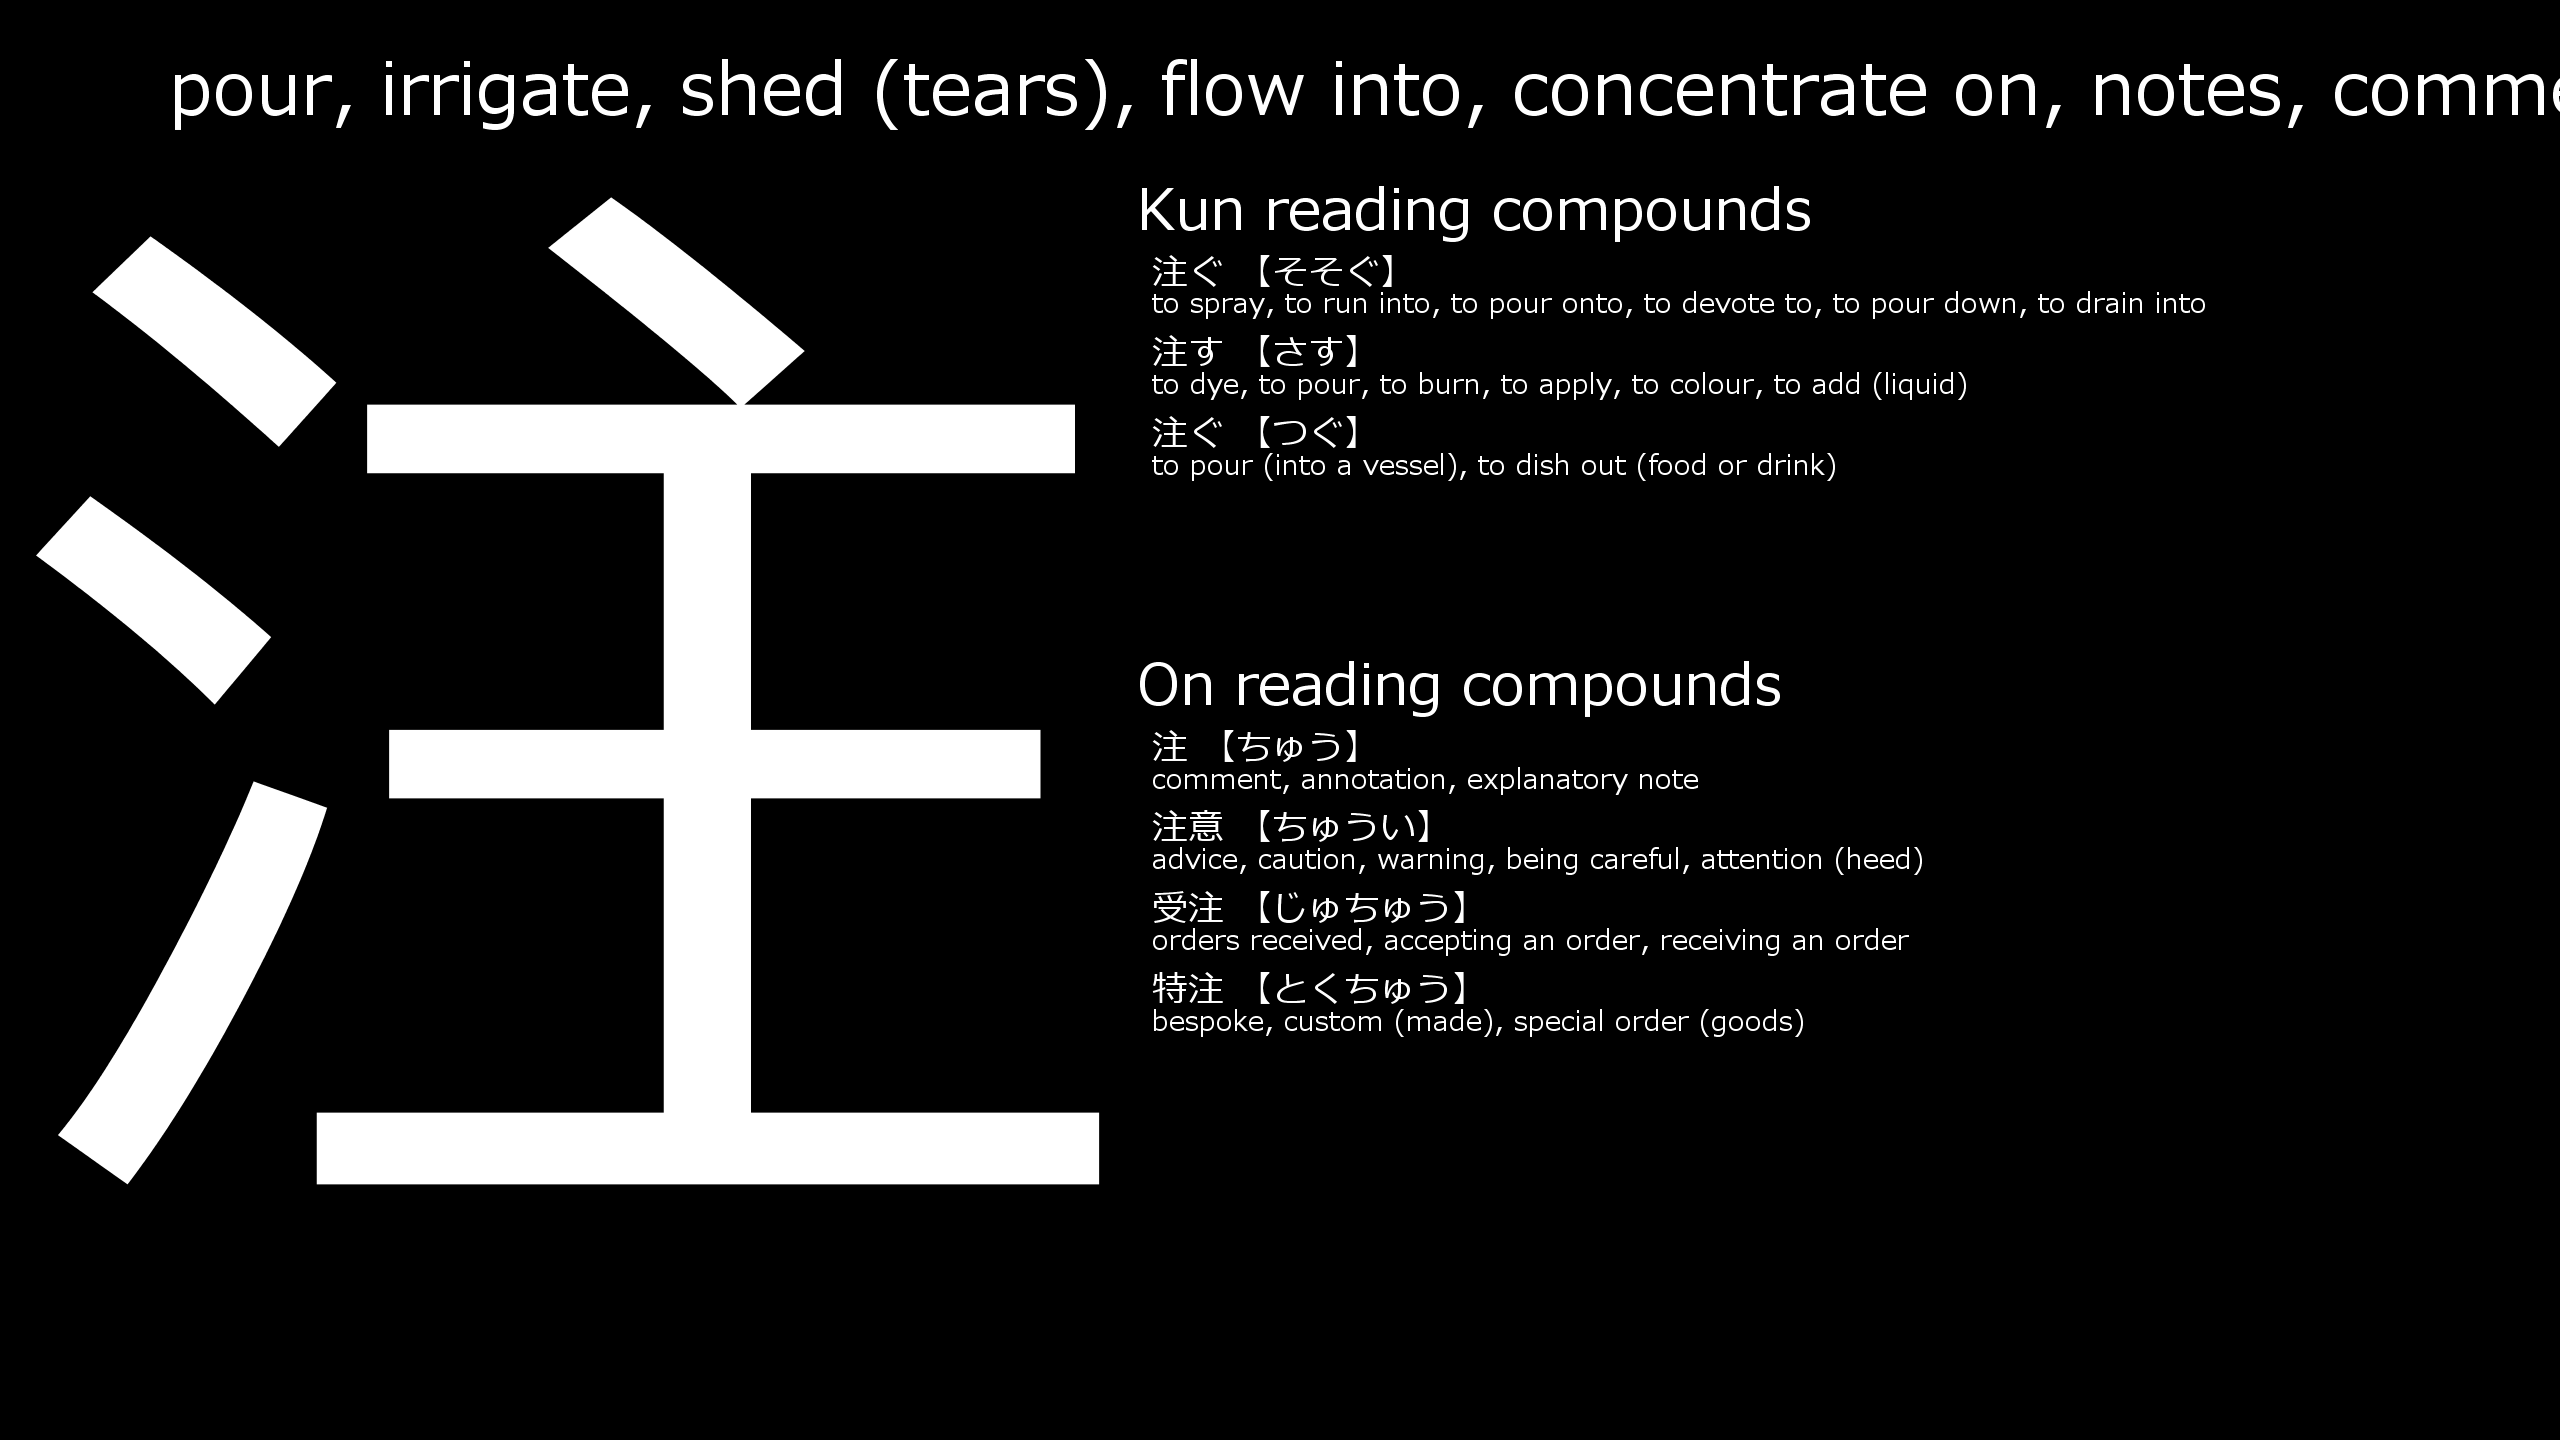 pour, irrigate, shed (tears), flow into, concentrate on, notes, comme
注
Kun reading compounds
注ぐ 【そそぐ】
to spray, to run into, to pour onto, to devote to, to pour down, to drain into
注す 【さす】
to dye, to pour, to burn, to apply, to colour, to add (liquid)
注ぐ 【つぐ】
to pour (into a vessel), to dish out (food or drink)
On reading compounds
注 【ちゅう】
comment, annotation, explanatory note
注意 【ちゅうい】
advice, caution, warning, being careful, attention (heed)
受注 【じゅちゅう】
orders received, accepting an order, receiving an order
特注 【とくちゅう】
bespoke, custom (made), special order (goods)